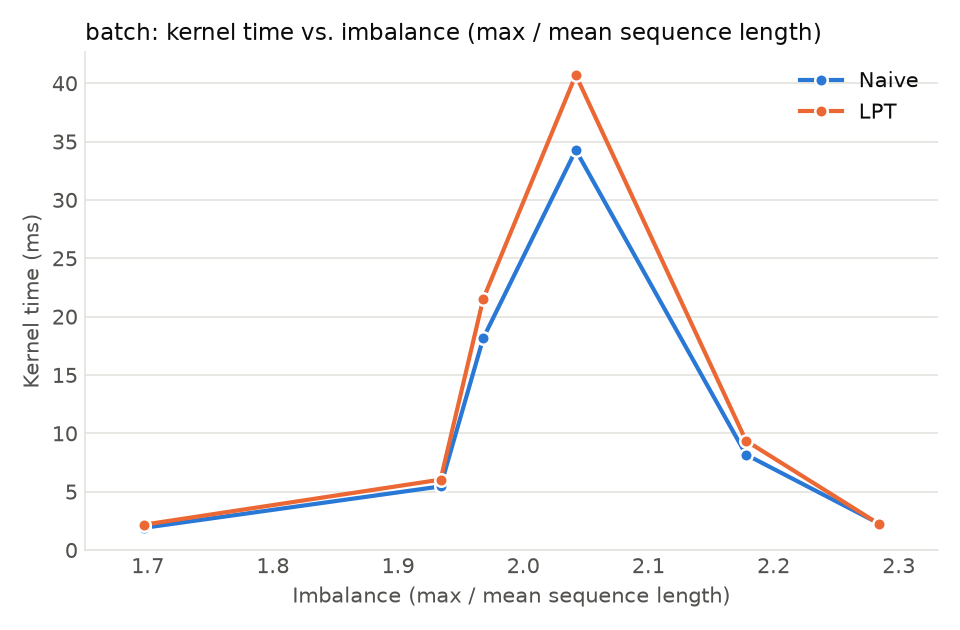 batch: kernel time vs. imbalance (max / mean sequence length)
Naive
LPT
Kernel time (ms)
40
35
30
25
20
15
10
5
0
1.7 1.8 1.9 2.0 2.1 2.2 2.3
Imbalance (max / mean sequence length)